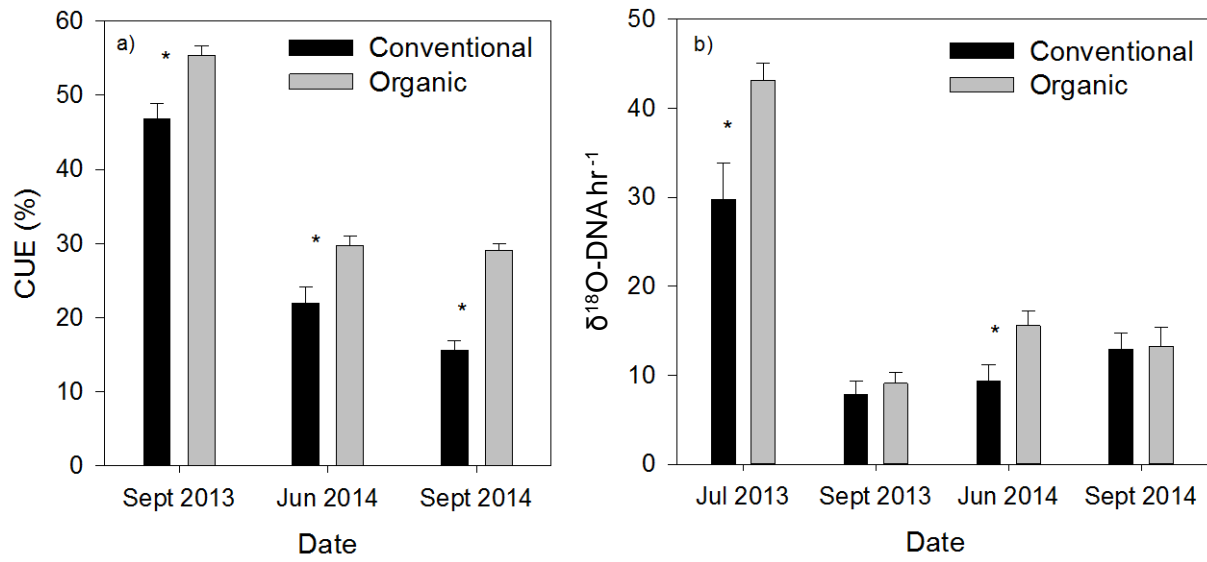 a)
Conventional
Organic
CUE (%)
60
50
40
30
20
10
0
*
*
*
Sept 2013 Jun 2014 Sept 2014
Date
b)
Conventional
Organic
δ¹⁸O-DNA hr⁻¹
50
40
30
20
10
0
*
*
Jul 2013 Sept 2013 Jun 2014 Sept 2014
Date